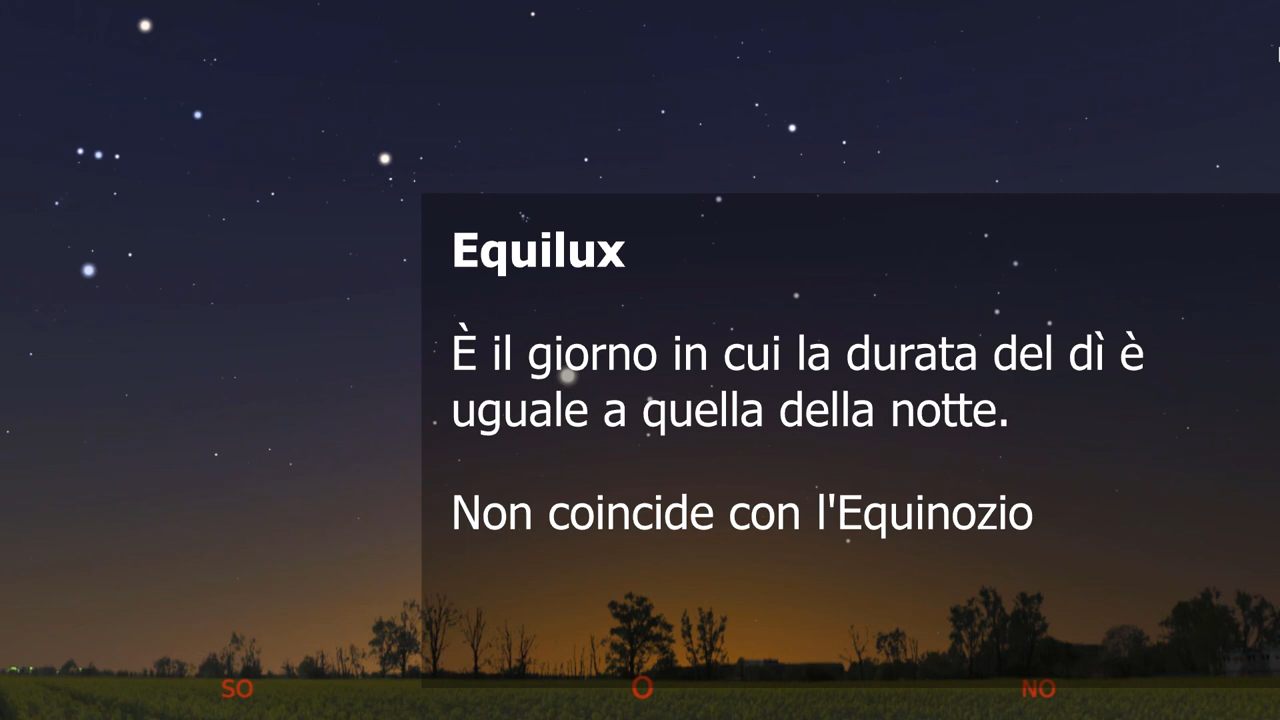 Equilux
È il giorno in cui la durata del dì è
uguale a quella della notte.
Non coincide con l'Equinozio
SO O NO